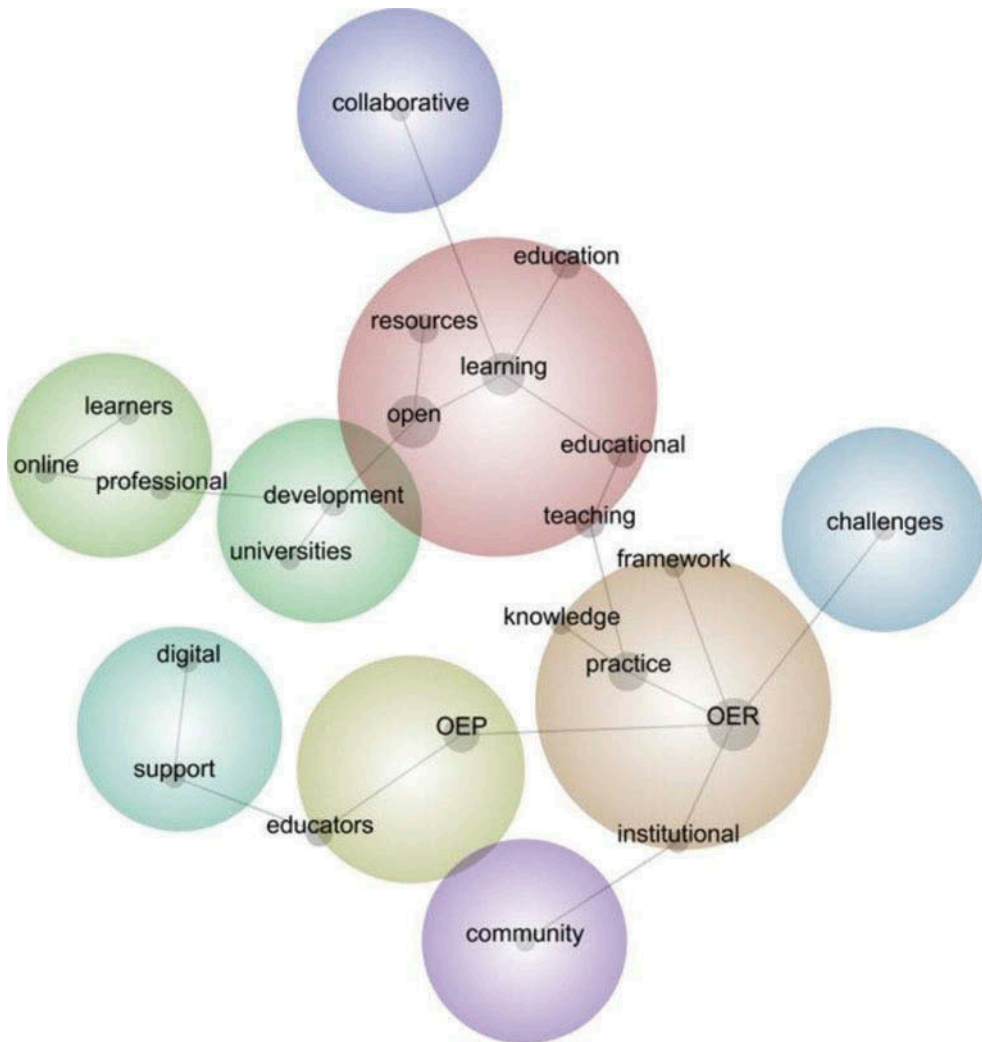 collaborative
education
resources
learning
learners
open
educational
online
professional
development
teaching
challenges
universities
framework
knowledge
digital
practice
OEP
OER
support
educators
institutional
community